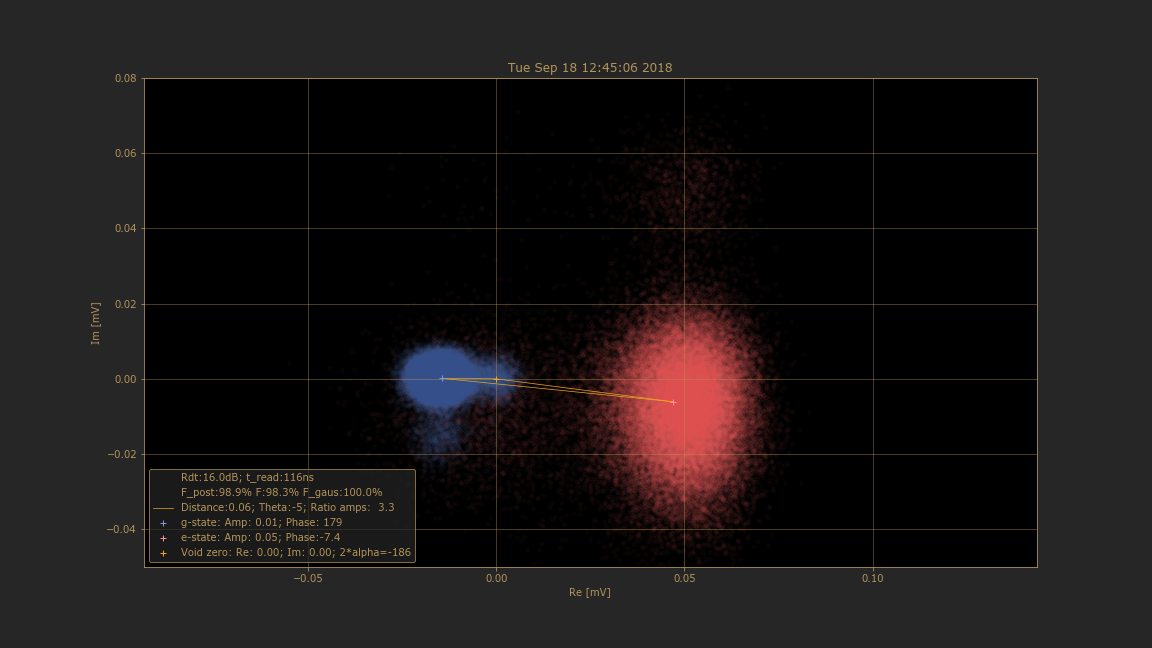 Tue Sep 18 12:45:06 2018
0.08
0.06
0.04
0.02
0.00
−0.02
−0.04
Im [mV]
Rdt:16.0dB; t_read:116ns
F_post:98.9% F:98.3% F_gaus:100.0%
Distance:0.06; Theta:-5; Ratio amps:  3.3
g-state: Amp: 0.01; Phase: 179
e-state: Amp: 0.05; Phase:-7.4
Void zero: Re: 0.00; Im: 0.00; 2*alpha=-186
−0.05 0.00 0.05 0.10
Re [mV]